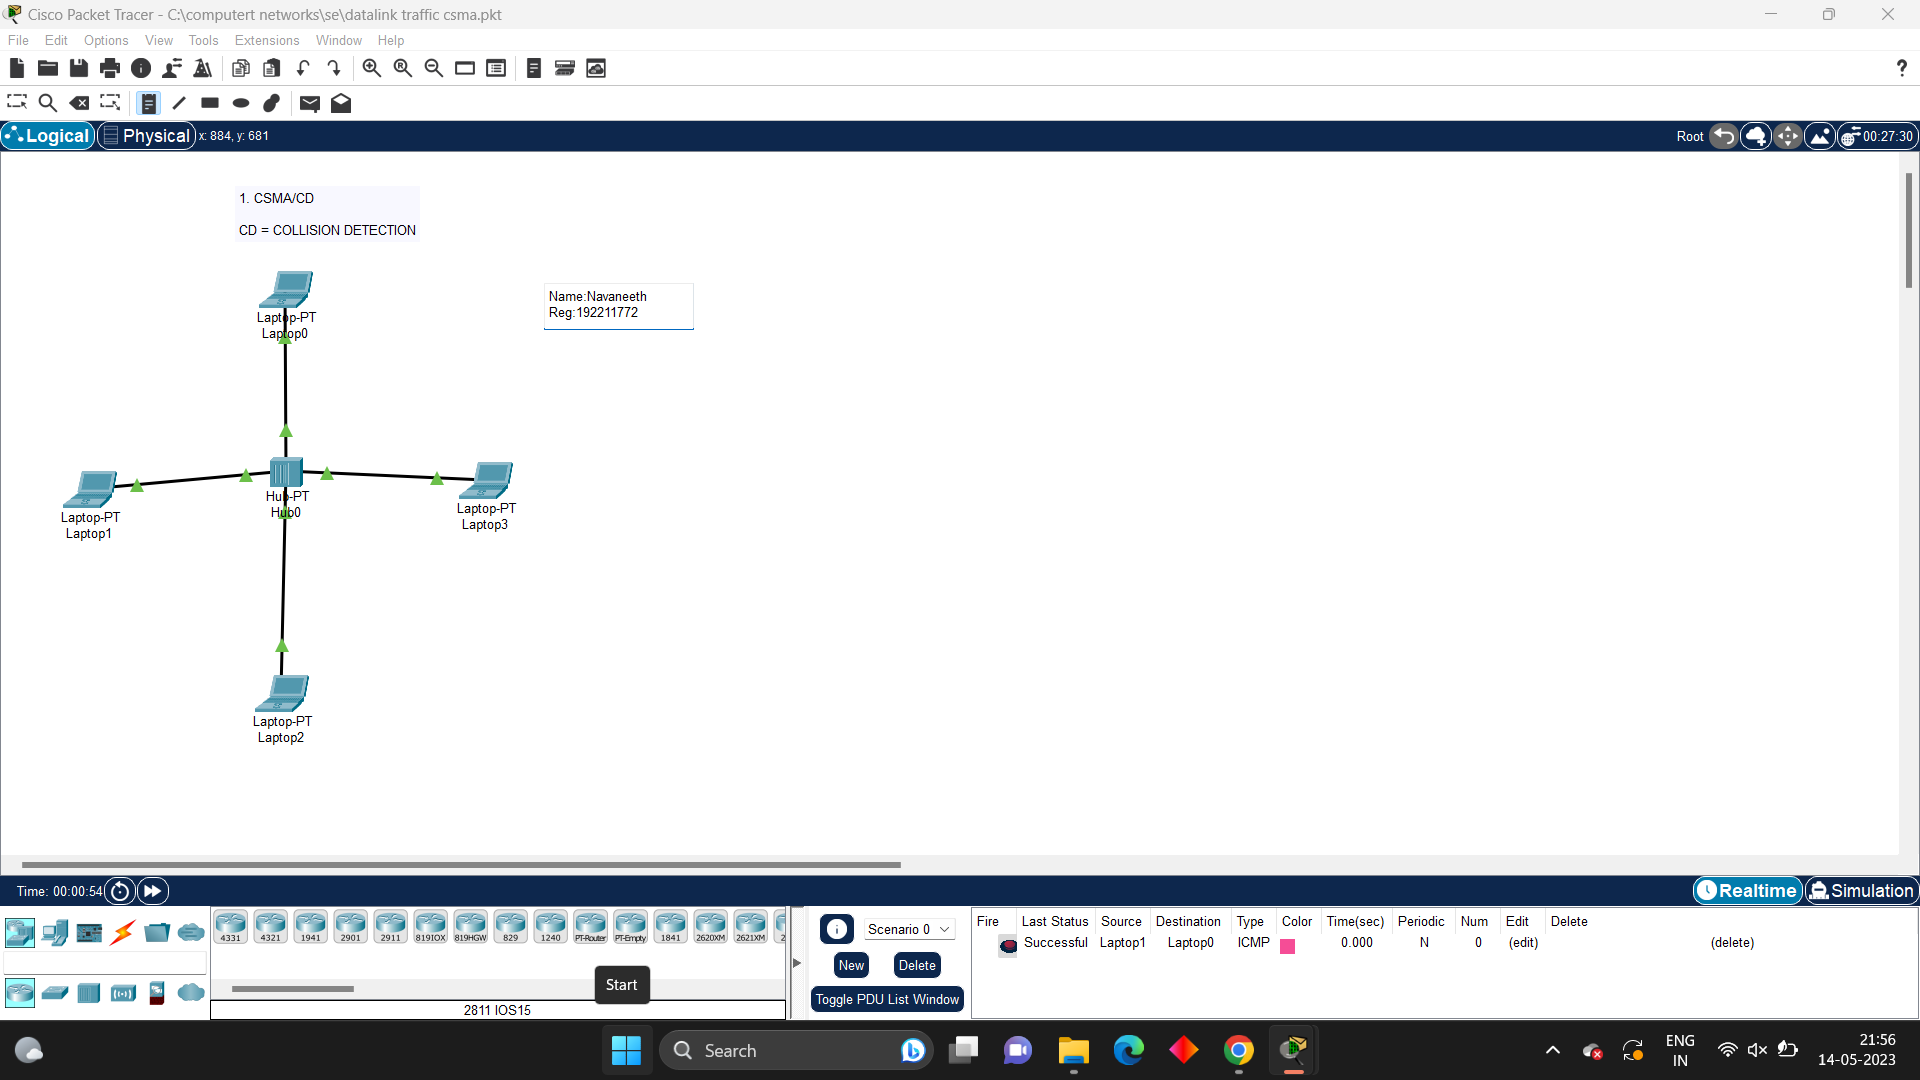 Cisco Packet Tracer - C:\computert networks\se\datalink traffic csma.pkt
File Edit Options View Tools Extensions Window Help
?
Logical Physical x: 884, y: 681 Root 00:27:30
1. CSMA/CD
CD = COLLISION DETECTION
Name:Navaneeth
Reg:192211772
Laptop-PT
Laptop0
Hub-PT
Hub0
Laptop-PT
Laptop1
Laptop-PT
Laptop3
Laptop-PT
Laptop2
Time: 00:00:54 Realtime Simulation
4331 4321 1941 2901 2911 819IOX 819HGW 829 1240 PT-Router PT-Empty 1841 2620XM 2621XM 2
Start
2811 IOS15
Scenario 0
New Delete
Toggle PDU List Window
Fire Last Status Source Destination Type Color Time(sec) Periodic Num Edit Delete
Successful Laptop1 Laptop0 ICMP 0.000 N 0 (edit) (delete)
Search
ENG
IN
21:56
14-05-2023